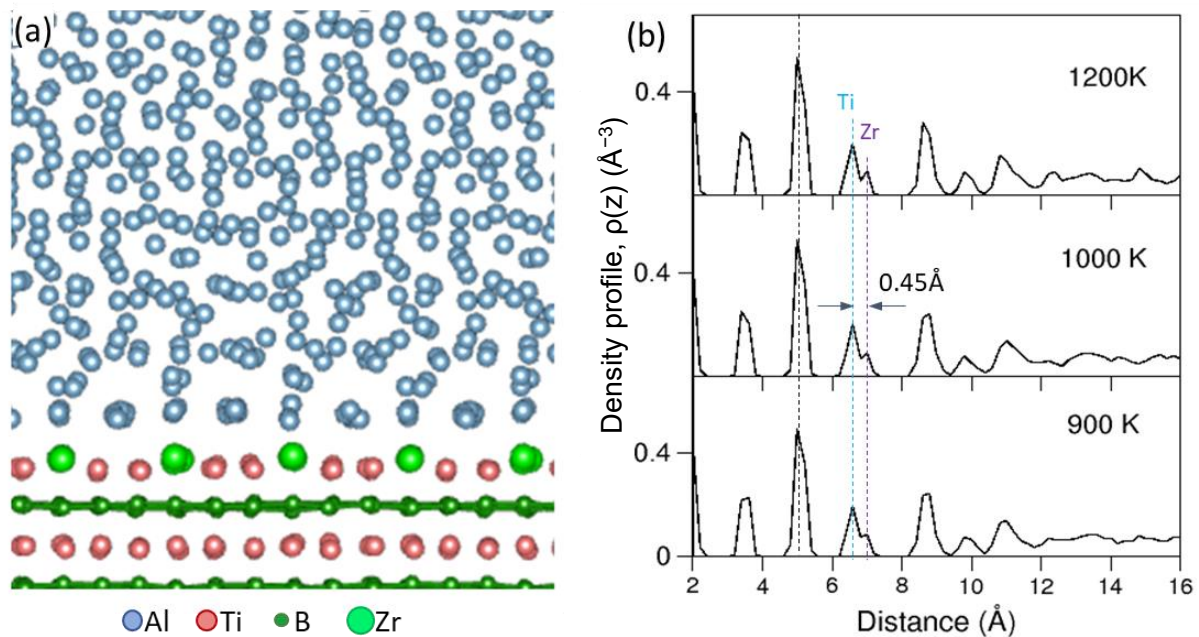 (a)
Al Ti B Zr
(b)
Density profile, ρ(z) (Å⁻³)
1200K
0.4
Ti
Zr
1000 K
0.4
0.45Å
900 K
0.4
0
2 4 6 8 10 12 14 16
Distance (Å)